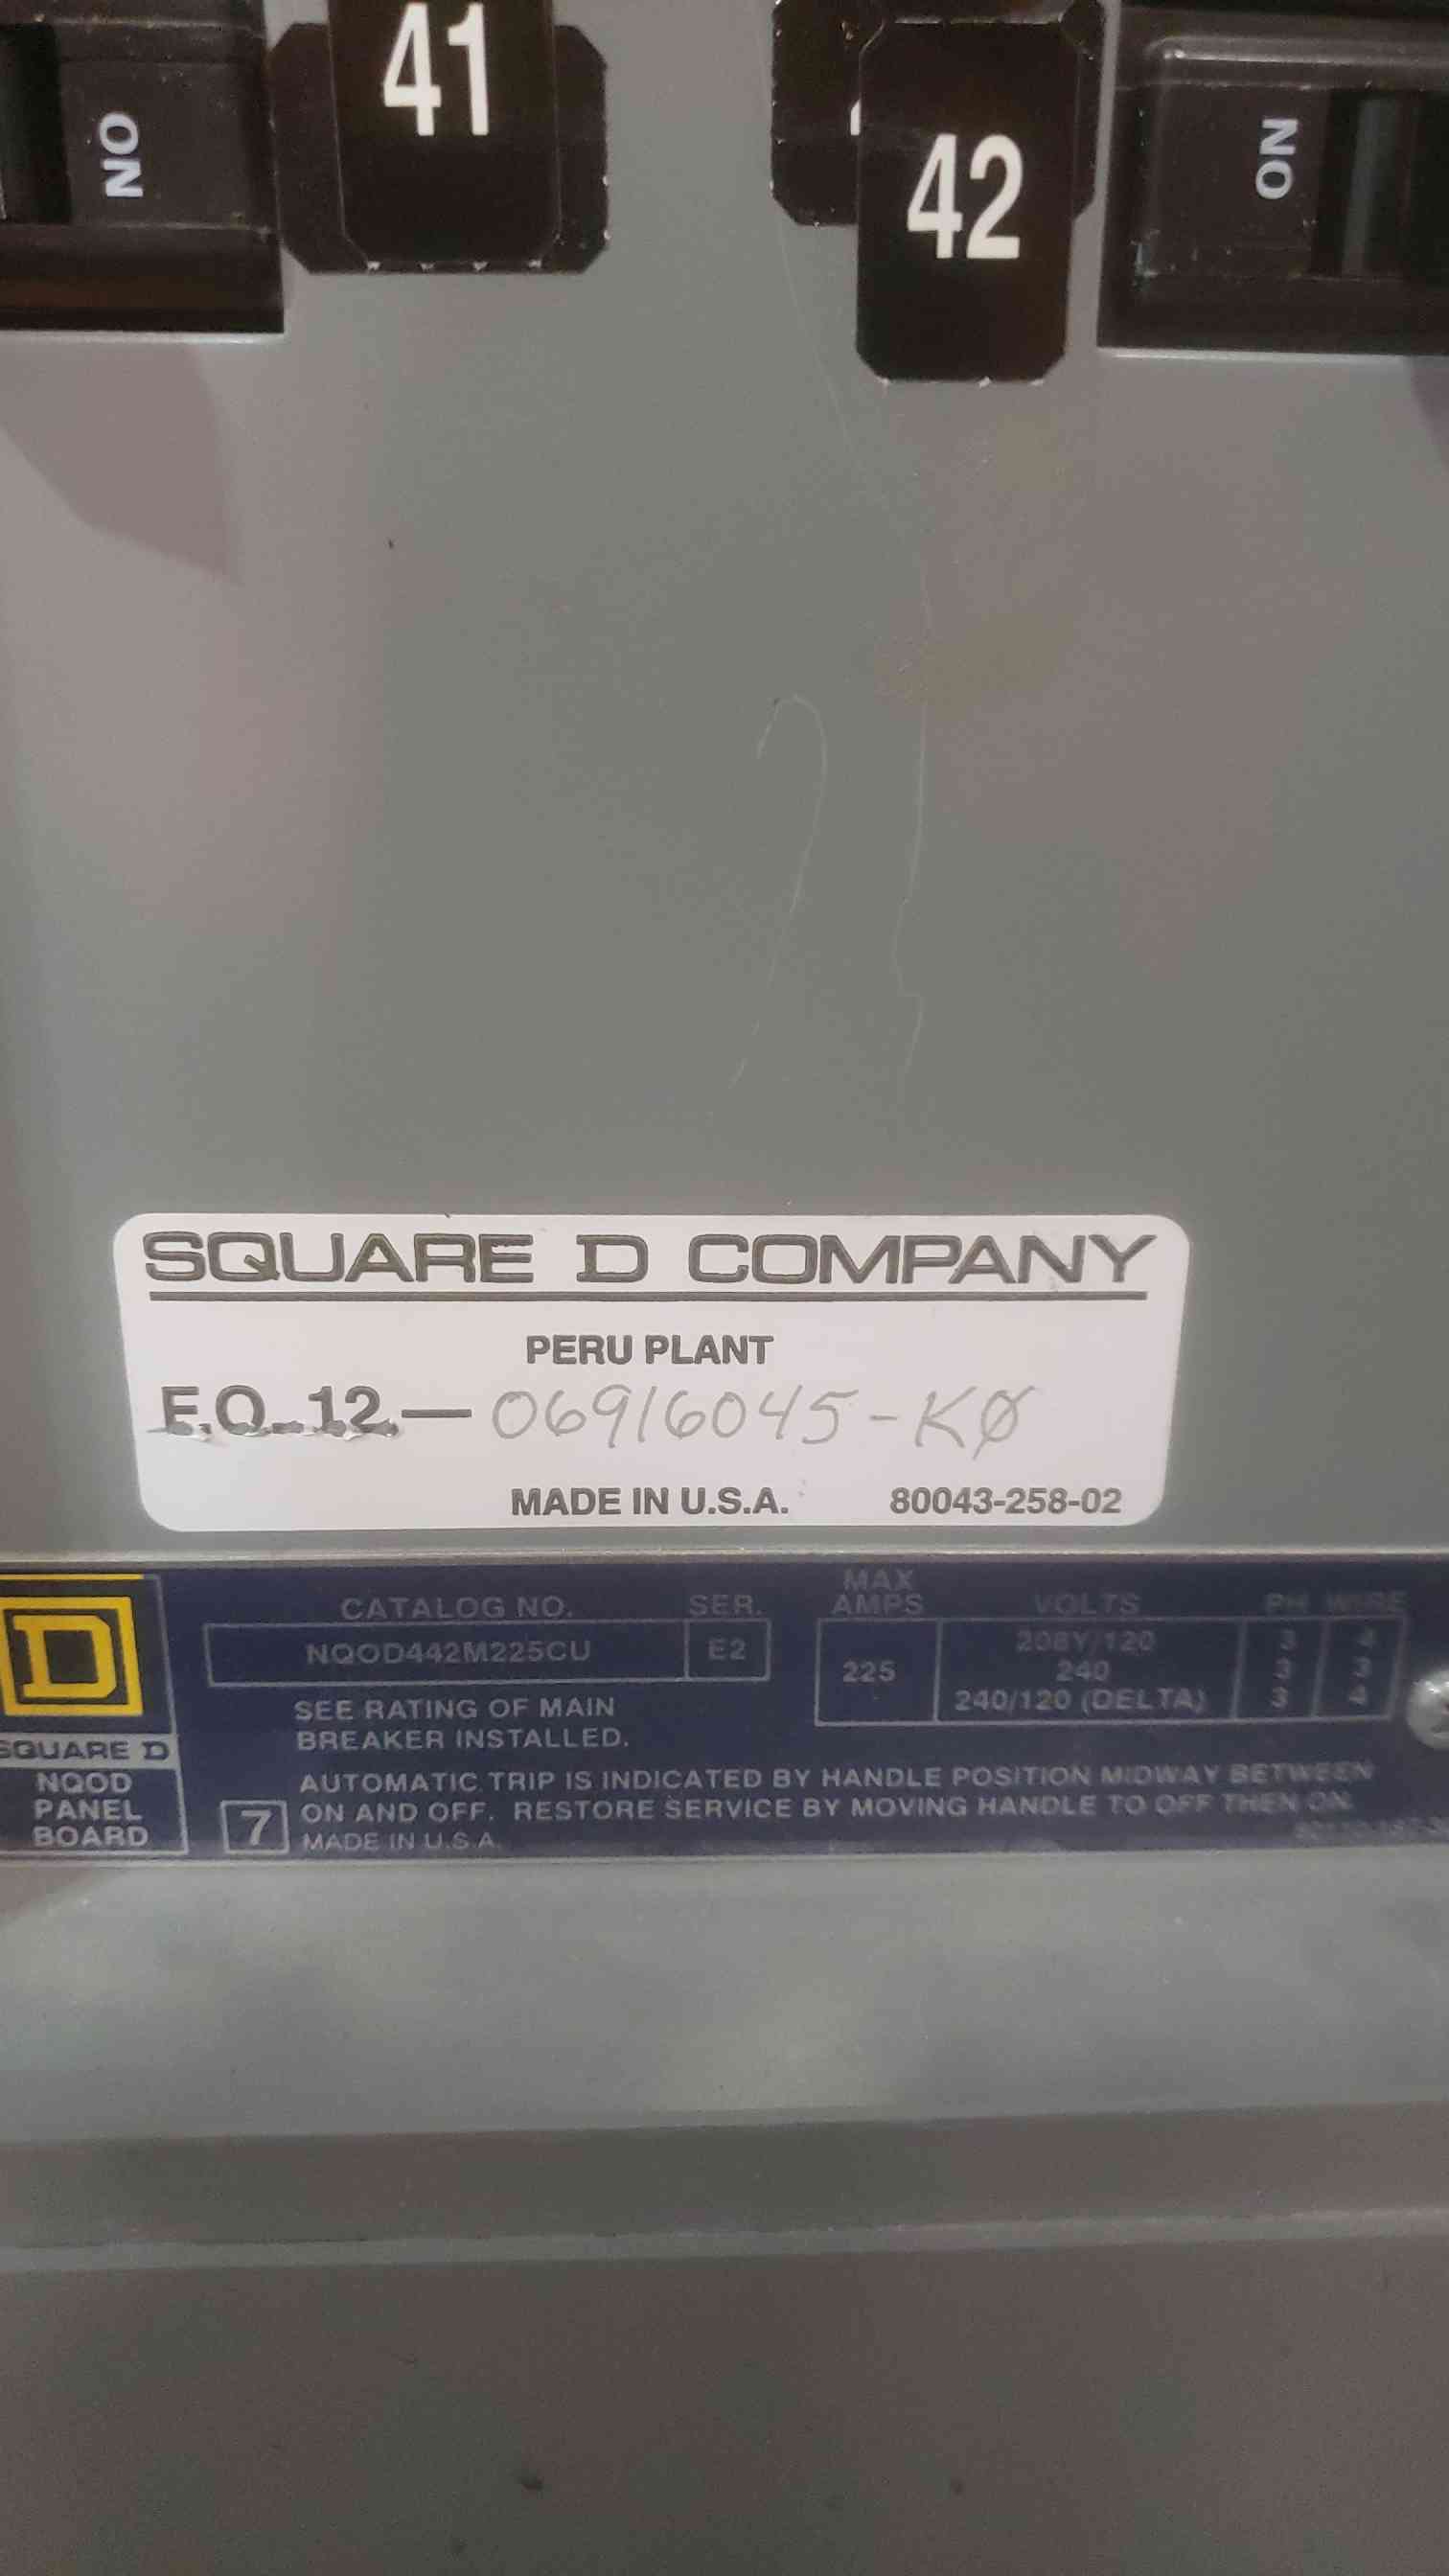 41
42
ON
ON
SQUARE D COMPANY
PERU PLANT
F.O. 12.— 06916045-KØ
MADE IN U.S.A. 80043-258-02
D
SQUARE D
NQOD
PANEL
BOARD
CATALOG NO. SER.
NQOD442M225CU E2
SEE RATING OF MAIN
BREAKER INSTALLED.
MAX
AMPS VOLTS PH WIRE
225
208Y/120 3 4
240 3 3
240/120 (DELTA) 3 4
AUTOMATIC TRIP IS INDICATED BY HANDLE POSITION MIDWAY BETWEEN
7 ON AND OFF. RESTORE SERVICE BY MOVING HANDLE TO OFF THEN ON.
MADE IN U.S.A.